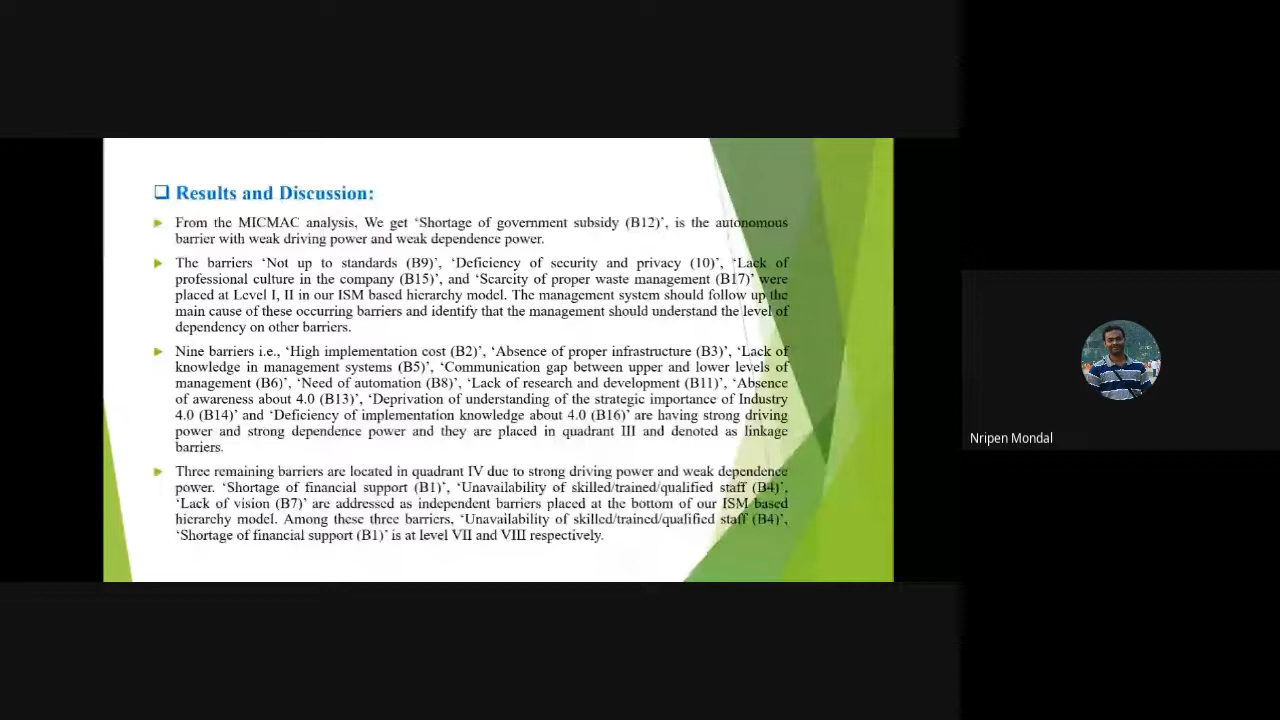 Results and Discussion:
From the MICMAC analysis, We get ‘Shortage of government subsidy (B12)’, is the autonomous
barrier with weak driving power and weak dependence power.
The barriers ‘Not up to standards (B9)’, ‘Deficiency of security and privacy (10)’, ‘Lack of
professional culture in the company (B15)’, and ‘Scarcity of proper waste management (B17)’ were
placed at Level I, II in our ISM based hierarchy model. The management system should follow up the
main cause of these occurring barriers and identify that the management should understand the level of
dependency on other barriers.
Nine barriers i.e., ‘High implementation cost (B2)’, ‘Absence of proper infrastructure (B3)’, ‘Lack of
knowledge in management systems (B5)’, ‘Communication gap between upper and lower levels of
management (B6)’, ‘Need of automation (B8)’, ‘Lack of research and development (B11)’, ‘Absence
of awareness about 4.0 (B13)’, ‘Deprivation of understanding of the strategic importance of Industry
4.0 (B14)’ and ‘Deficiency of implementation knowledge about 4.0 (B16)’ are having strong driving
power and strong dependence power and they are placed in quadrant III and denoted as linkage
barriers.
Three remaining barriers are located in quadrant IV due to strong driving power and weak dependence
power. ‘Shortage of financial support (B1)’, ‘Unavailability of skilled/trained/qualified staff (B4)’,
‘Lack of vision (B7)’ are addressed as independent barriers placed at the bottom of our ISM based
hierarchy model. Among these three barriers, ‘Unavailability of skilled/trained/qualified staff (B4)’,
‘Shortage of financial support (B1)’ is at level VII and VIII respectively.
Nripen Mondal